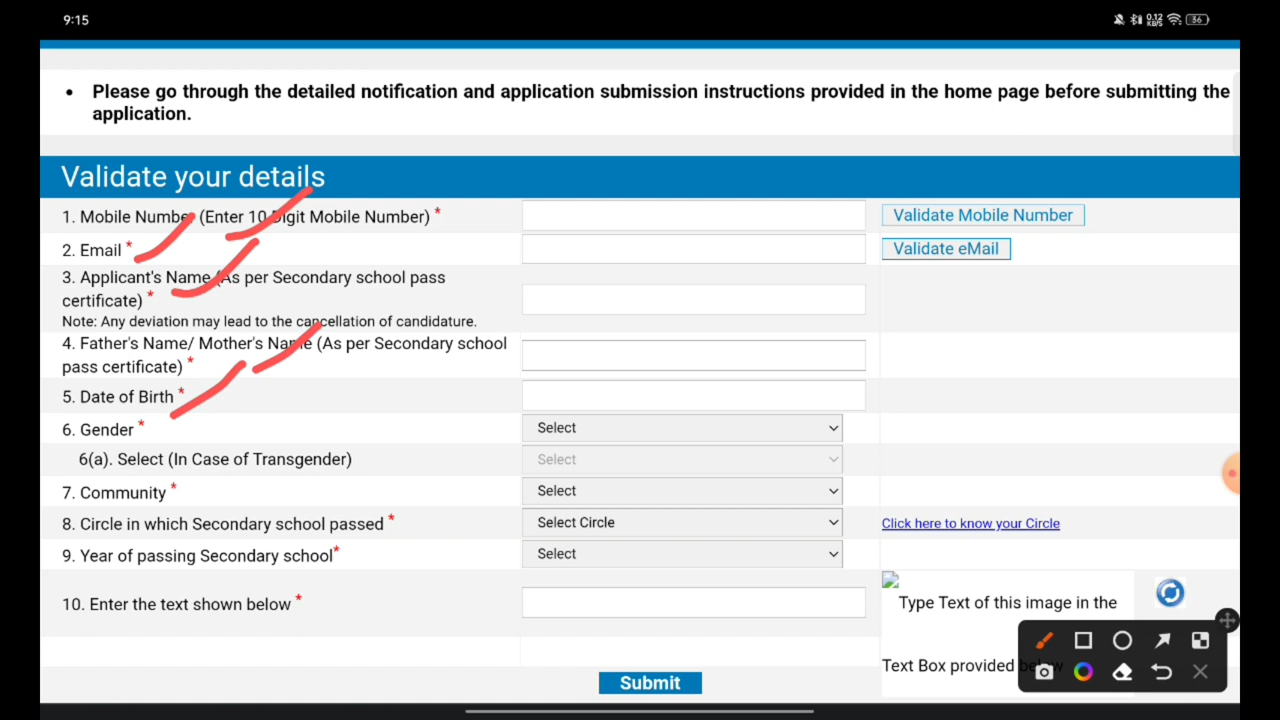 9:15
0.12 KB/S
36
• Please go through the detailed notification and application submission instructions provided in the home page before submitting the
application.
Validate your details
1. Mobile Number (Enter 10 Digit Mobile Number) *
Validate Mobile Number
2. Email *
Validate eMail
3. Applicant's Name (As per Secondary school pass
certificate) *
Note: Any deviation may lead to the cancellation of candidature.
4. Father's Name/ Mother's Name (As per Secondary school
pass certificate) *
5. Date of Birth *
6. Gender *
Select
6(a). Select (In Case of Transgender)
Select
7. Community *
Select
8. Circle in which Secondary school passed *
Select Circle
Click here to know your Circle
9. Year of passing Secondary school*
Select
10. Enter the text shown below *
Type Text of this image in the
Text Box provided below
Submit